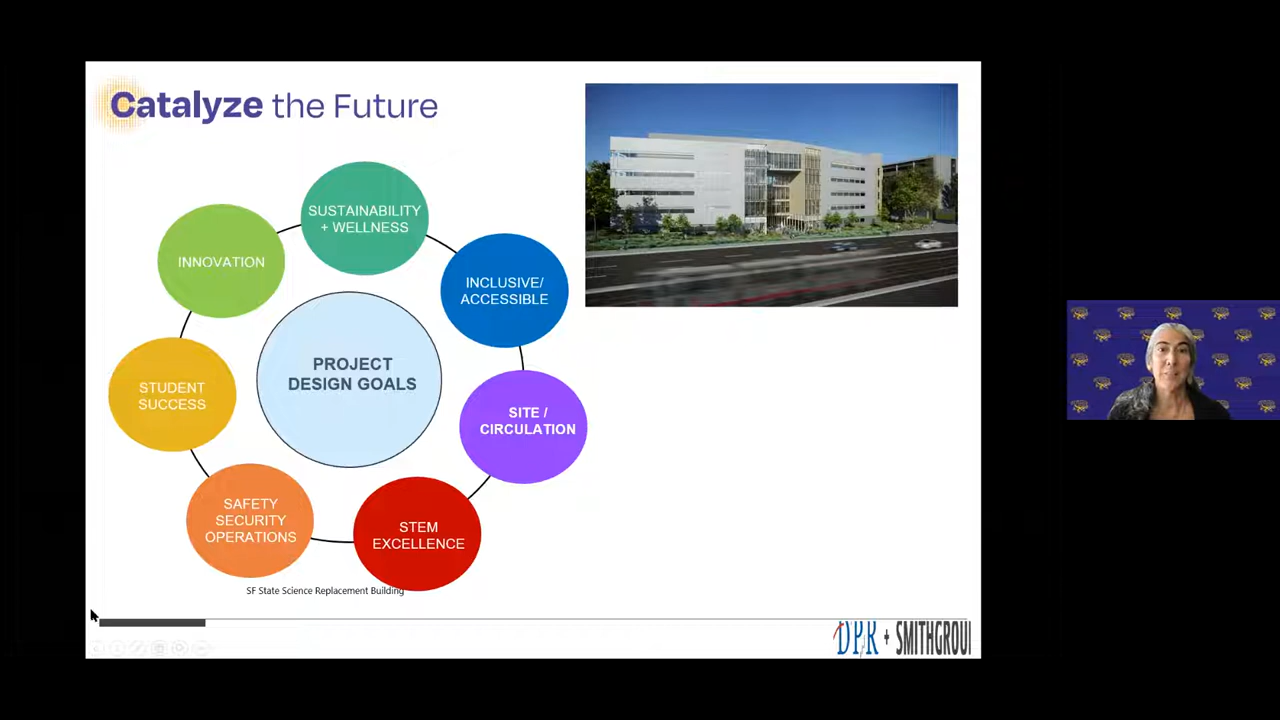 Catalyze the Future
SUSTAINABILITY
+ WELLNESS
INNOVATION
INCLUSIVE/
ACCESSIBLE
PROJECT
DESIGN GOALS
STUDENT
SUCCESS
SITE /
CIRCULATION
SAFETY
SECURITY
OPERATIONS
STEM
EXCELLENCE
SF State Science Replacement Building
DPR + SMITHGROU